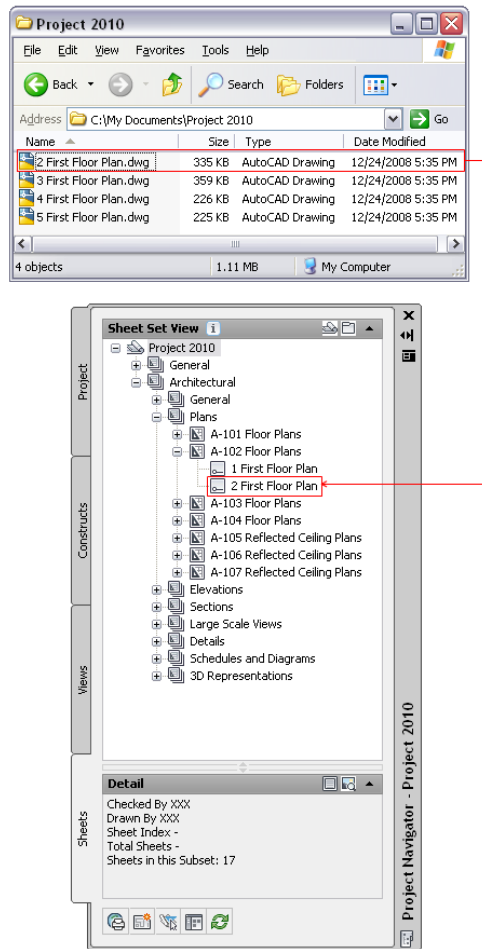 Project 2010
File Edit View Favorites Tools Help
Back Search Folders
Address C:\My Documents\Project 2010 Go
Name Size Type Date Modified
2 First Floor Plan.dwg 335 KB AutoCAD Drawing 12/24/2008 5:35 PM
3 First Floor Plan.dwg 359 KB AutoCAD Drawing 12/24/2008 5:35 PM
4 First Floor Plan.dwg 226 KB AutoCAD Drawing 12/24/2008 5:35 PM
5 First Floor Plan.dwg 225 KB AutoCAD Drawing 12/24/2008 5:35 PM
4 objects 1.11 MB My Computer
Project
Constructs
Views
Sheets
Sheet Set View
Project 2010
General
Architectural
General
Plans
A-101 Floor Plans
A-102 Floor Plans
1 First Floor Plan
2 First Floor Plan
A-103 Floor Plans
A-104 Floor Plans
A-105 Reflected Ceiling Plans
A-106 Reflected Ceiling Plans
A-107 Reflected Ceiling Plans
Elevations
Sections
Large Scale Views
Details
Schedules and Diagrams
3D Representations
Detail
Checked By XXX
Drawn By XXX
Sheet Index -
Total Sheets -
Sheets in this Subset: 17
Project Navigator - Project 2010